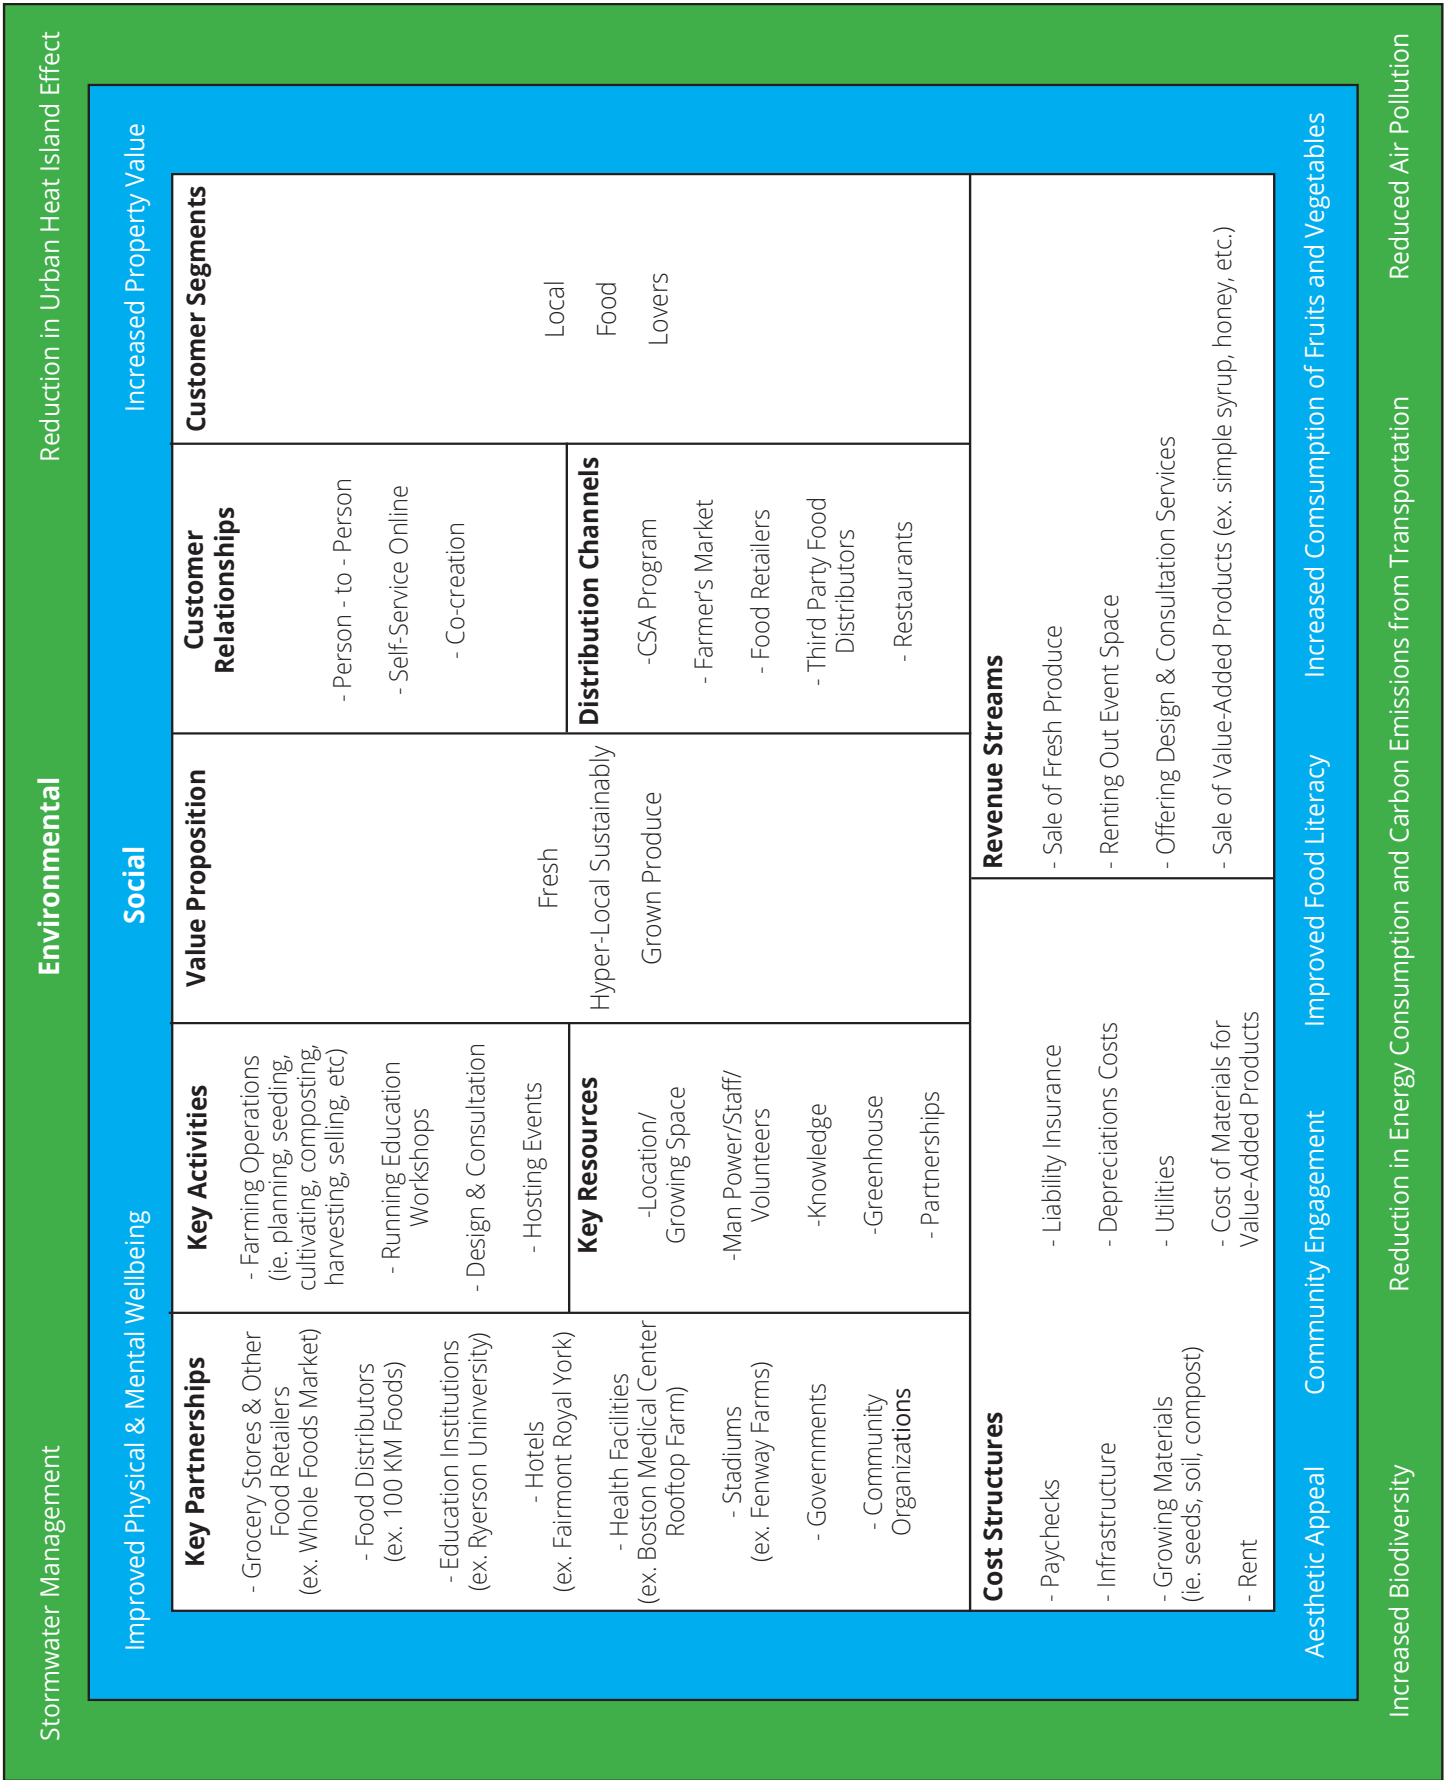 Environmental
Stormwater Management
Reduction in Urban Heat Island Effect
Social
Improved Physical & Mental Wellbeing
Increased Property Value
Key Partnerships
- Grocery Stores & Other
Food Retailers
(ex. Whole Foods Market)
- Food Distributors
(ex. 100 KM Foods)
- Education Institutions
(ex. Ryerson Uninversity)
- Hotels
(ex. Fairmont Royal York)
- Health Facilities
(ex. Boston Medical Center
Rooftop Farm)
- Stadiums
(ex. Fenway Farms)
- Governments
- Community
Organizations
Key Activities
- Farming Operations
(ie. planning, seeding,
cultivating, composting,
harvesting, selling, etc)
- Running Education
Workshops
- Design & Consultation
- Hosting Events
Key Resources
-Location/
Growing Space
-Man Power/Staff/
Volunteers
-Knowledge
-Greenhouse
- Partnerships
Value Proposition
Fresh
Hyper-Local Sustainably
Grown Produce
Customer
Relationships
- Person - to - Person
- Self-Service Online
- Co-creation
Distribution Channels
-CSA Program
- Farmer's Market
- Food Retailers
- Third Party Food
Distributors
- Restaurants
Customer Segments
Local
Food
Lovers
Cost Structures
- Paychecks
- Infrastructure
- Growing Materials
(ie. seeds, soil, compost)
- Rent
- Liability Insurance
- Depreciations Costs
- Utilities
- Cost of Materials for
Value-Added Products
Revenue Streams
- Sale of Fresh Produce
- Renting Out Event Space
- Offering Design & Consultation Services
- Sale of Value-Added Products (ex. simple syrup, honey, etc.)
Aesthetic Appeal
Community Engagement
Improved Food Literacy
Increased Comsumption of Fruits and Vegetables
Increased Biodiversity
Reduction in Energy Consumption and Carbon Emissions from Transportation
Reduced Air Pollution